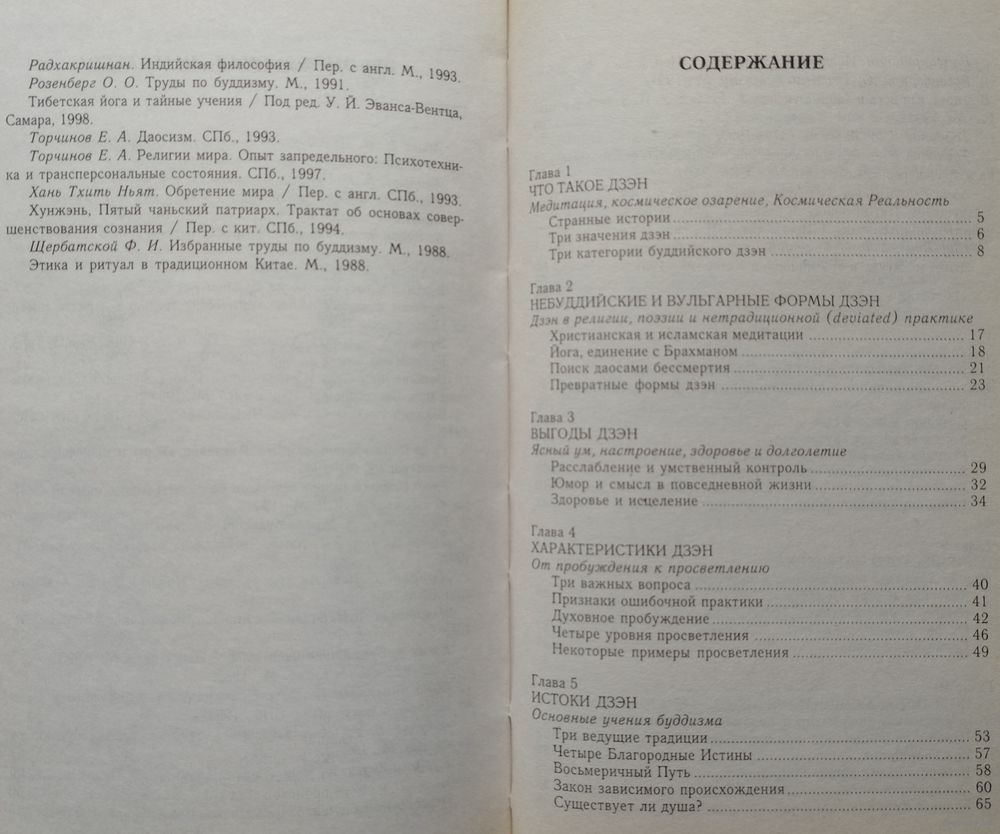 Радхакришнан. Индийская философия / Пер. с англ. М., 1993.
Розенберг О. О. Труды по буддизму. М., 1991.
Тибетская йога и тайные учения / Под ред. У. Й. Эванса-Вентца,
Самара, 1998.
Торчинов Е. А. Даосизм. СПб., 1993.
Торчинов Е. А. Религии мира. Опыт запредельного: Психотехни-
ка и трансперсональные состояния. СПб., 1997.
Хань Тхить Ньят. Обретение мира / Пер. с англ. СПб., 1993.
Хунжэнь, Пятый чаньский патриарх. Трактат об основах совер-
шенствования сознания / Пер. с кит. СПб., 1994.
Щербатской Ф. И. Избранные труды по буддизму. М., 1988.
Этика и ритуал в традиционном Китае. М., 1988.
СОДЕРЖАНИЕ
Глава 1
ЧТО ТАКОЕ ДЗЭН
Медитация, космическое озарение, Космическая Реальность
Странные истории 5
Три значения дзэн 6
Три категории буддийского дзэн 8
Глава 2
НЕБУДДИЙСКИЕ И ВУЛЬГАРНЫЕ ФОРМЫ ДЗЭН
Дзэн в религии, поэзии и нетрадиционной (deviated) практике
Христианская и исламская медитации 17
Йога, единение с Брахманом 18
Поиск даосами бессмертия 21
Превратные формы дзэн 23
Глава 3
ВЫГОДЫ ДЗЭН
Ясный ум, настроение, здоровье и долголетие
Расслабление и умственный контроль 29
Юмор и смысл в повседневной жизни 32
Здоровье и исцеление 34
Глава 4
ХАРАКТЕРИСТИКИ ДЗЭН
От пробуждения к просветлению
Три важных вопроса 40
Признаки ошибочной практики 41
Духовное пробуждение 42
Четыре уровня просветления 46
Некоторые примеры просветления 49
Глава 5
ИСТОКИ ДЗЭН
Основные учения буддизма
Три ведущие традиции 53
Четыре Благородные Истины 57
Восьмеричный Путь 58
Закон зависимого происхождения 60
Существует ли душа? 65